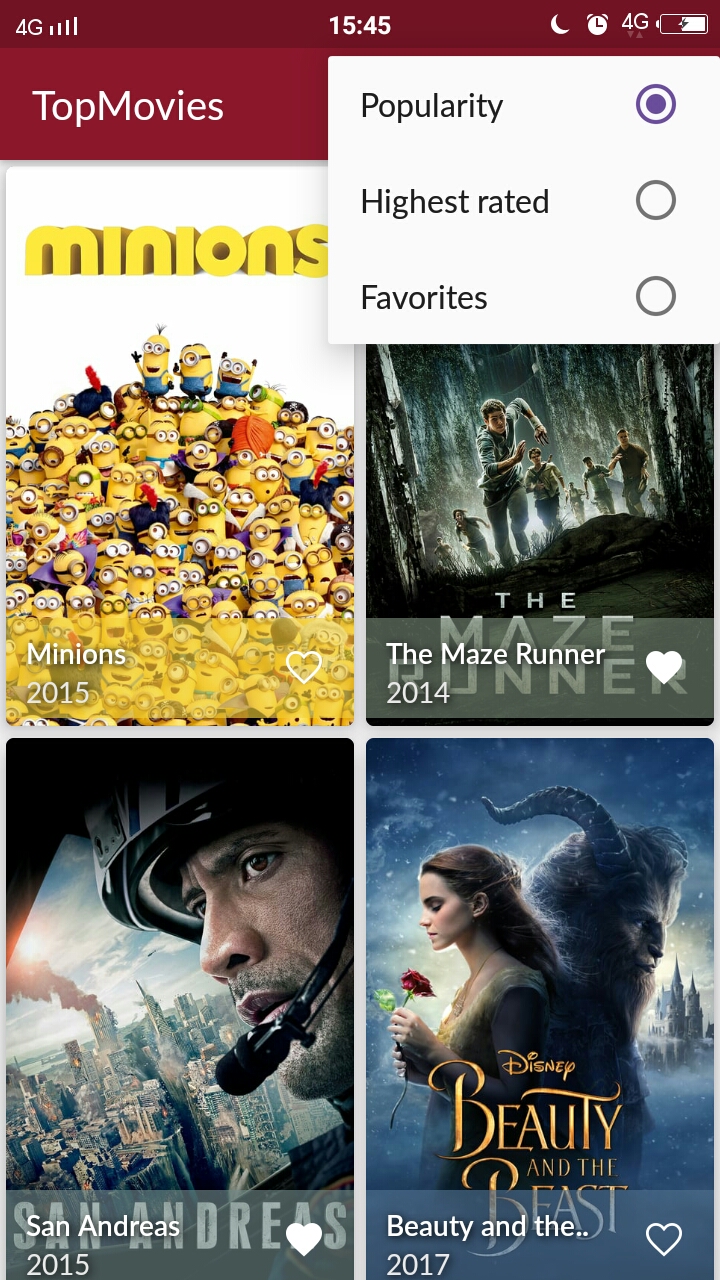 4G 15:45 4G
TopMovies
Popularity
Highest rated
Favorites
minions
Minions
2015
THE
MAZE
RUNNER
The Maze Runner
2014
SAN ANDREAS
San Andreas
2015
Disney
BEAUTY
AND THE
BEAST
Beauty and the..
2017